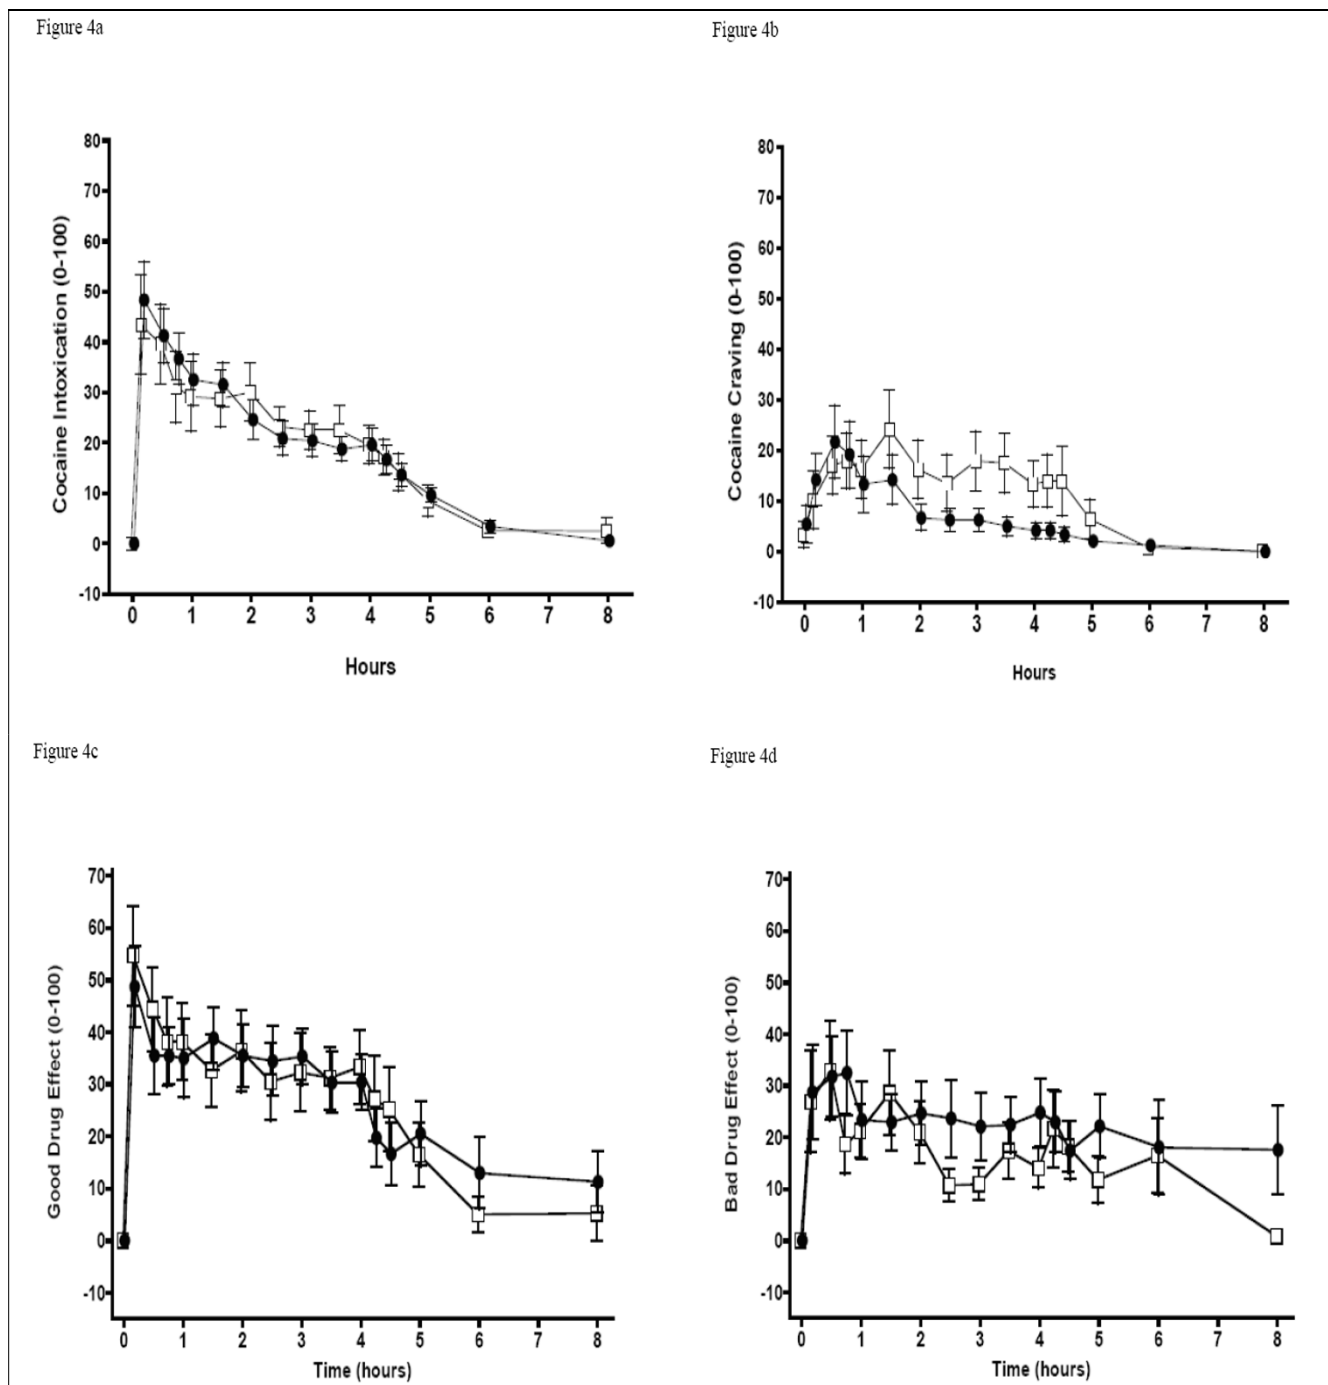 Figure 4a
Cocaine Intoxication (0-100)
80
70
60
50
40
30
20
10
0
-10
0 1 2 3 4 5 6 7 8
Hours
Figure 4b
Cocaine Craving (0-100)
80
70
60
50
40
30
20
10
0
-10
0 1 2 3 4 5 6 7 8
Hours
Figure 4c
Good Drug Effect (0-100)
70
60
50
40
30
20
10
0
-10
0 1 2 3 4 5 6 7 8
Time (hours)
Figure 4d
Bad Drug Effect (0-100)
70
60
50
40
30
20
10
0
-10
0 1 2 3 4 5 6 7 8
Time (hours)